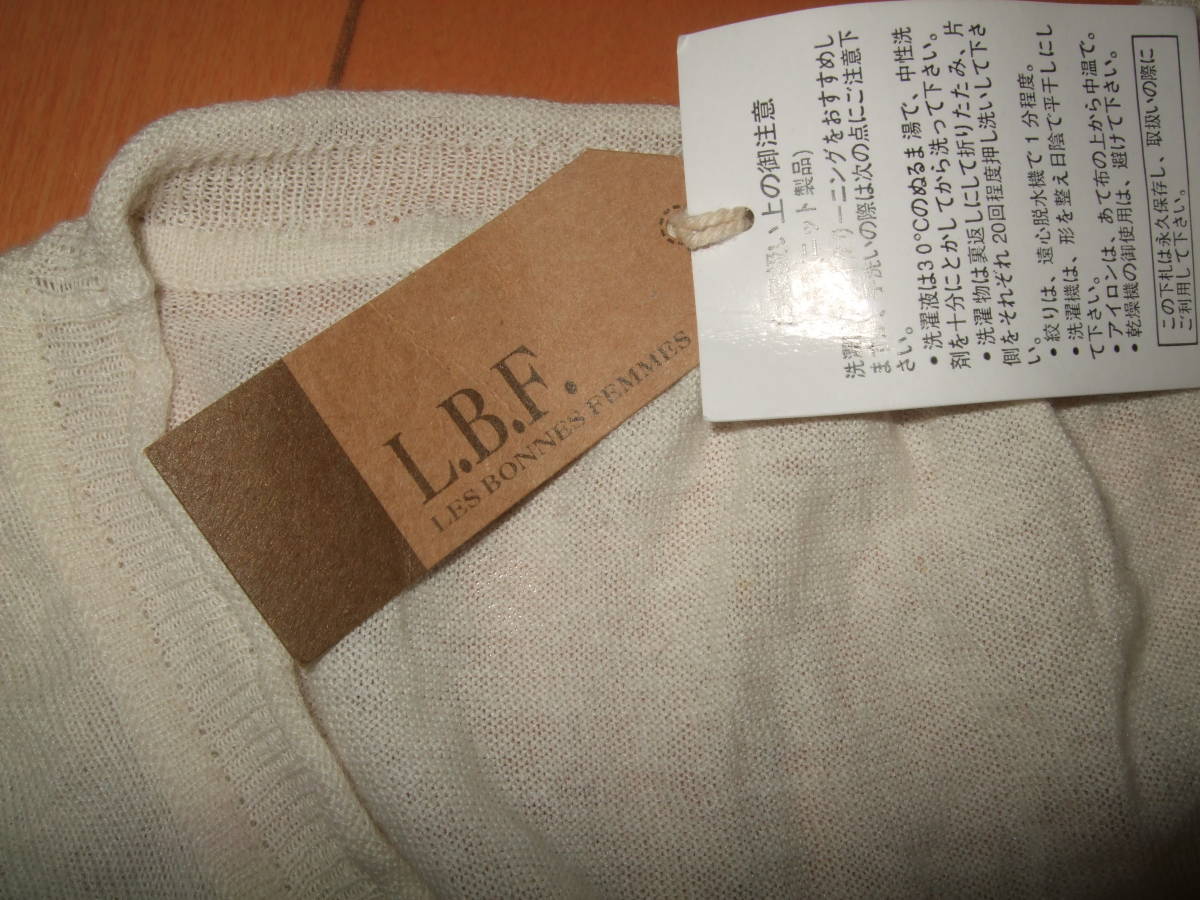 L.B.F.
LES BONNES FEMMES
い上の御注意
ニット製品)
リーニングをおすすめし
洗いの際は次の点にご注意下
さい。
• 洗濯液は30℃のぬるま湯で、中性洗
剤を十分にとかしてから洗って下さい。
• 洗濯物は裏返しにして折りたたみ、片
側をそれぞれ20回程度押し洗いして下さ
い。
• 絞りは、遠心脱水機で1分程度。
• 洗濯機は、形を整え日陰で平干しにし
て下さい。
• アイロンは、あて布の上から中温で。
• 乾燥機の御使用は、避けて下さい。
この下札は永久保存し、取扱いの際に
ご利用して下さい。